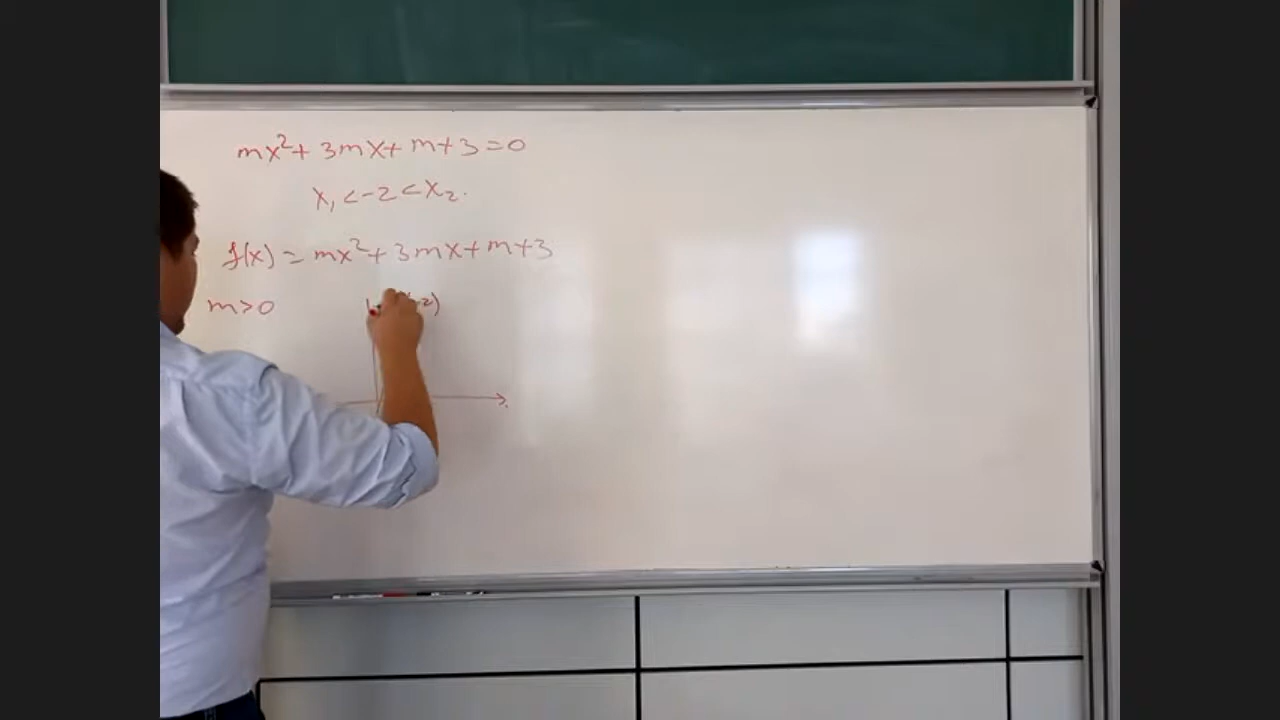 mx²+3mx+m+3=0
x₁<-2<x₂.
f(x)=mx²+3mx+m+3
m>0